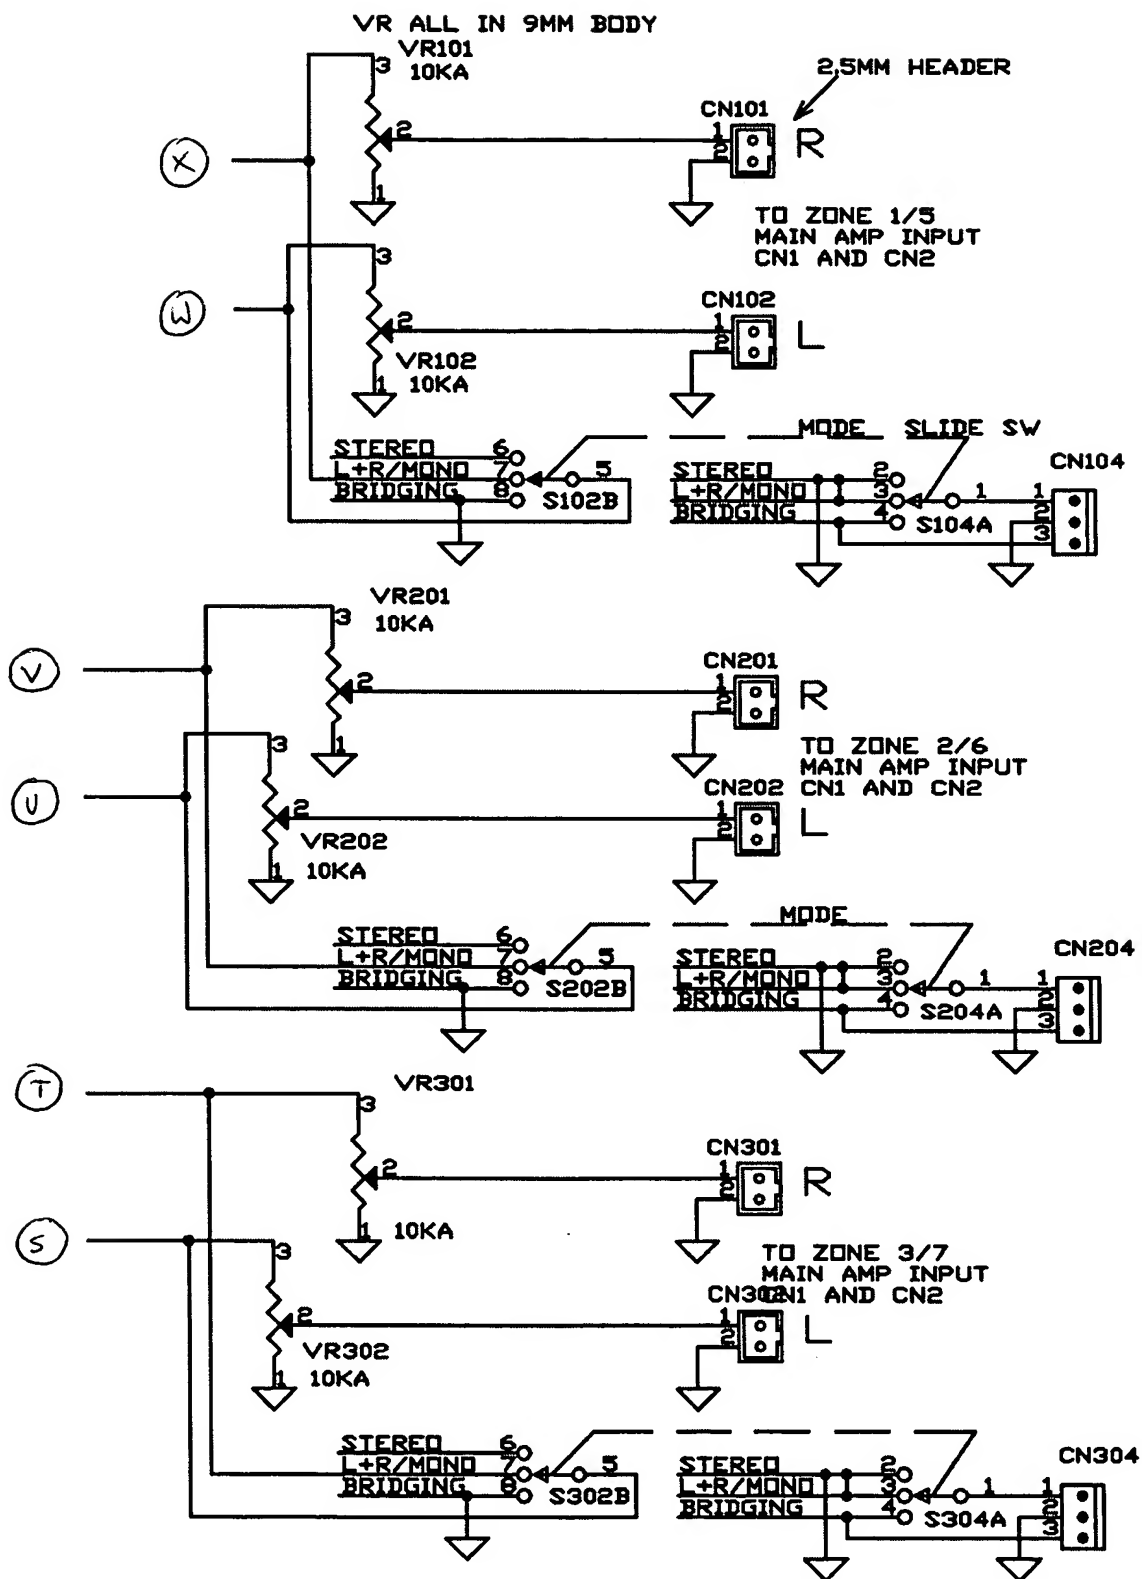 VR ALL IN 9MM BODY
VR101
10KA
3
2
1
2.5MM HEADER
CN101
1
2
R
X
TO ZONE 1/5
MAIN AMP INPUT
CN1 AND CN2
3
2
1
W
VR102
10KA
CN102
1
2
L
MODE SLIDE SW
STEREO 6
L+R/MONO 7
BRIDGING 8
5
S102B
STEREO 2
L+R/MONO 3
BRIDGING 4
1
S104A
CN104
1
2
3
VR201
10KA
3
2
1
V
CN201
1
2
R
TO ZONE 2/6
MAIN AMP INPUT
CN1 AND CN2
U
3
2
1
VR202
10KA
CN202
1
2
L
MODE
STEREO 6
L+R/MONO 7
BRIDGING 8
5
S202B
STEREO 2
L+R/MONO 3
BRIDGING 4
1
S204A
CN204
1
2
3
T
VR301
3
2
1
10KA
CN301
1
2
R
TO ZONE 3/7
MAIN AMP INPUT
CN1 AND CN2
S
3
2
1
VR302
10KA
CN302
1
2
L
STEREO 6
L+R/MONO 7
BRIDGING 8
5
S302B
STEREO 2
L+R/MONO 3
BRIDGING 4
1
S304A
CN304
1
2
3